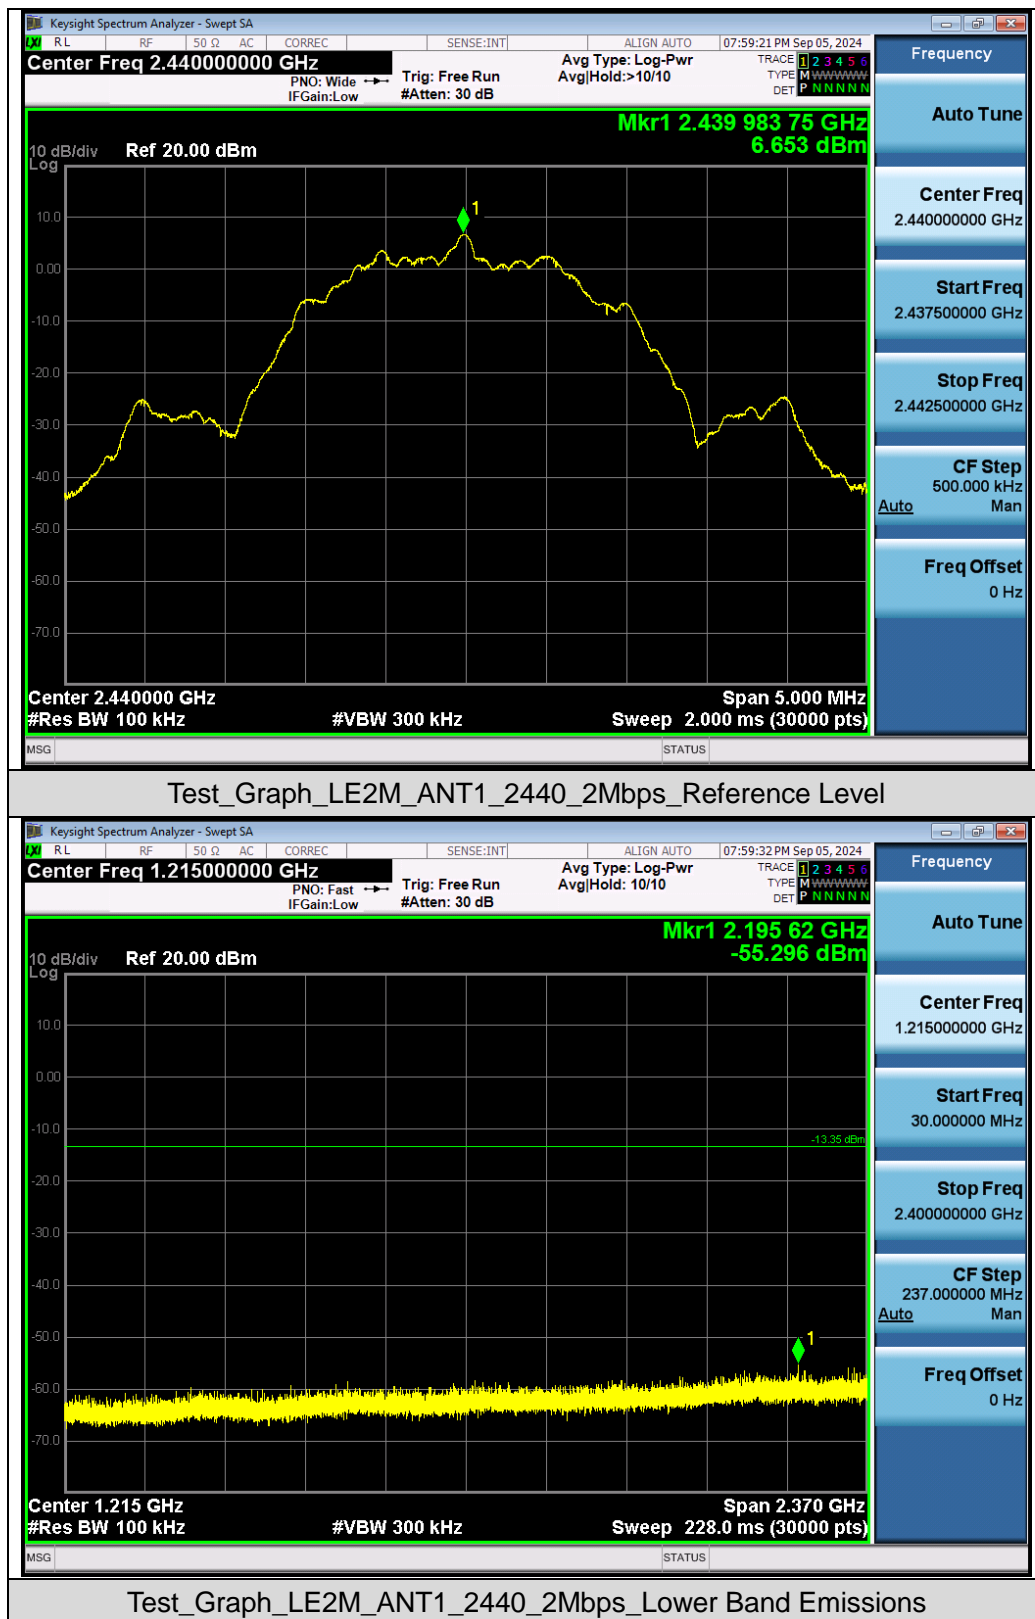 Keysight Spectrum Analyzer - Swept SA
LXI RL RF 50 Ω AC CORREC SENSE:INT ALIGN AUTO 07:59:21 PM Sep 05, 2024
Center Freq 2.440000000 GHz
PNO: Wide
IFGain:Low
Trig: Free Run
#Atten: 30 dB
Avg Type: Log-Pwr
Avg|Hold:>10/10
TRACE 1 2 3 4 5 6
TYPE M WWWWW
DET P N N N N N
Mkr1 2.439 983 75 GHz
6.653 dBm
10 dB/div Ref 20.00 dBm
Log
1
10.0
0.00
-10.0
-20.0
-30.0
-40.0
-50.0
-60.0
-70.0
Center 2.440000 GHz Span 5.000 MHz
#Res BW 100 kHz #VBW 300 kHz Sweep 2.000 ms (30000 pts)
MSG STATUS
Frequency
Auto Tune
Center Freq
2.440000000 GHz
Start Freq
2.437500000 GHz
Stop Freq
2.442500000 GHz
CF Step
500.000 kHz
Auto Man
Freq Offset
0 Hz
Test_Graph_LE2M_ANT1_2440_2Mbps_Reference Level
Keysight Spectrum Analyzer - Swept SA
LXI RL RF 50 Ω AC CORREC SENSE:INT ALIGN AUTO 07:59:32 PM Sep 05, 2024
Center Freq 1.215000000 GHz
PNO: Fast
IFGain:Low
Trig: Free Run
#Atten: 30 dB
Avg Type: Log-Pwr
Avg|Hold: 10/10
TRACE 1 2 3 4 5 6
TYPE M WWWWW
DET P N N N N N
Mkr1 2.195 62 GHz
-55.296 dBm
10 dB/div Ref 20.00 dBm
Log
10.0
0.00
-10.0
-13.35 dBm
-20.0
-30.0
-40.0
-50.0
1
-60.0
-70.0
Center 1.215 GHz Span 2.370 GHz
#Res BW 100 kHz #VBW 300 kHz Sweep 228.0 ms (30000 pts)
MSG STATUS
Frequency
Auto Tune
Center Freq
1.215000000 GHz
Start Freq
30.000000 MHz
Stop Freq
2.400000000 GHz
CF Step
237.000000 MHz
Auto Man
Freq Offset
0 Hz
Test_Graph_LE2M_ANT1_2440_2Mbps_Lower Band Emissions